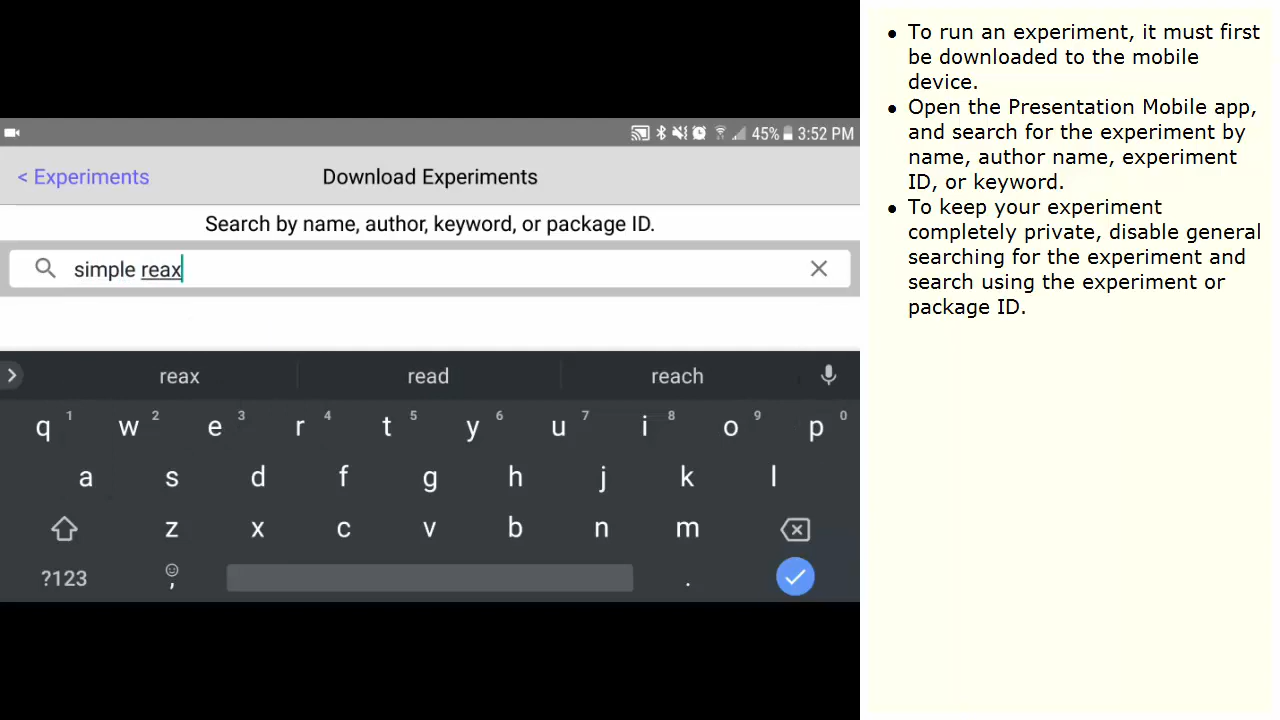 45% 3:52 PM
< Experiments
Download Experiments
Search by name, author, keyword, or package ID.
simple reax
reax read reach
q 1 w 2 e 3 r 4 t 5 y 6 u 7 i 8 o 9 p 0
a s d f g h j k l
z x c v b n m
?123 , .
• To run an experiment, it must first
be downloaded to the mobile
device.
• Open the Presentation Mobile app,
and search for the experiment by
name, author name, experiment
ID, or keyword.
• To keep your experiment
completely private, disable general
searching for the experiment and
search using the experiment or
package ID.